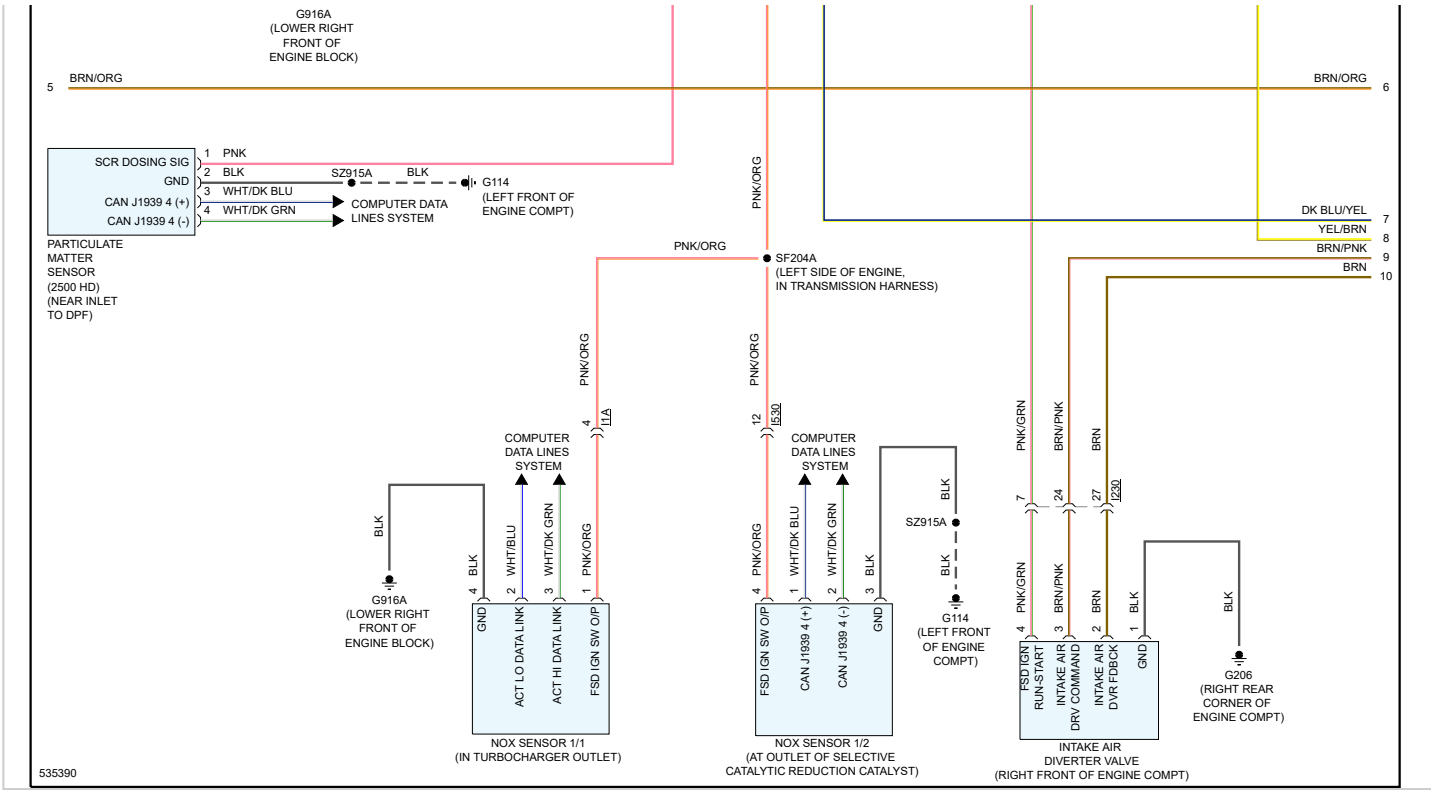 G916A
(LOWER RIGHT
FRONT OF
ENGINE BLOCK)
5 BRN/ORG BRN/ORG 6
SCR DOSING SIG 1 PNK
GND 2 BLK SZ915A BLK G114
(LEFT FRONT OF
ENGINE COMPT)
CAN J1939 4 (+) 3 WHT/DK BLU
CAN J1939 4 (-) 4 WHT/DK GRN
COMPUTER DATA
LINES SYSTEM
PARTICULATE
MATTER
SENSOR
(2500 HD)
(NEAR INLET
TO DPF)
PNK/ORG
DK BLU/YEL 7
YEL/BRN 8
BRN/PNK 9
BRN 10
PNK/ORG
SF204A
(LEFT SIDE OF ENGINE,
IN TRANSMISSION HARNESS)
PNK/ORG
PNK/ORG
4 I1A
12 I530
PNK/GRN
BRN/PNK
BRN
7
24
27 I230
COMPUTER
DATA LINES
SYSTEM
COMPUTER
DATA LINES
SYSTEM
BLK
G916A
(LOWER RIGHT
FRONT OF
ENGINE BLOCK)
4 BLK
2 WHT/BLU
3 WHT/DK GRN
1 PNK/ORG
GND
ACT LO DATA LINK
ACT HI DATA LINK
FSD IGN SW O/P
NOX SENSOR 1/1
(IN TURBOCHARGER OUTLET)
4 PNK/ORG
1 WHT/DK BLU
2 WHT/DK GRN
3 BLK
FSD IGN SW O/P
CAN J1939 4 (+)
CAN J1939 4 (-)
GND
NOX SENSOR 1/2
(AT OUTLET OF SELECTIVE
CATALYTIC REDUCTION CATALYST)
BLK
SZ915A
BLK
G114
(LEFT FRONT
OF ENGINE
COMPT)
4 PNK/GRN
3 BRN/PNK
2 BRN
1 BLK
FSD IGN
RUN-START
INTAKE AIR
DRV COMMAND
INTAKE AIR
DVR FDBCK
GND
INTAKE AIR
DIVERTER VALVE
(RIGHT FRONT OF ENGINE COMPT)
BLK
G206
(RIGHT REAR
CORNER OF
ENGINE COMPT)
535390